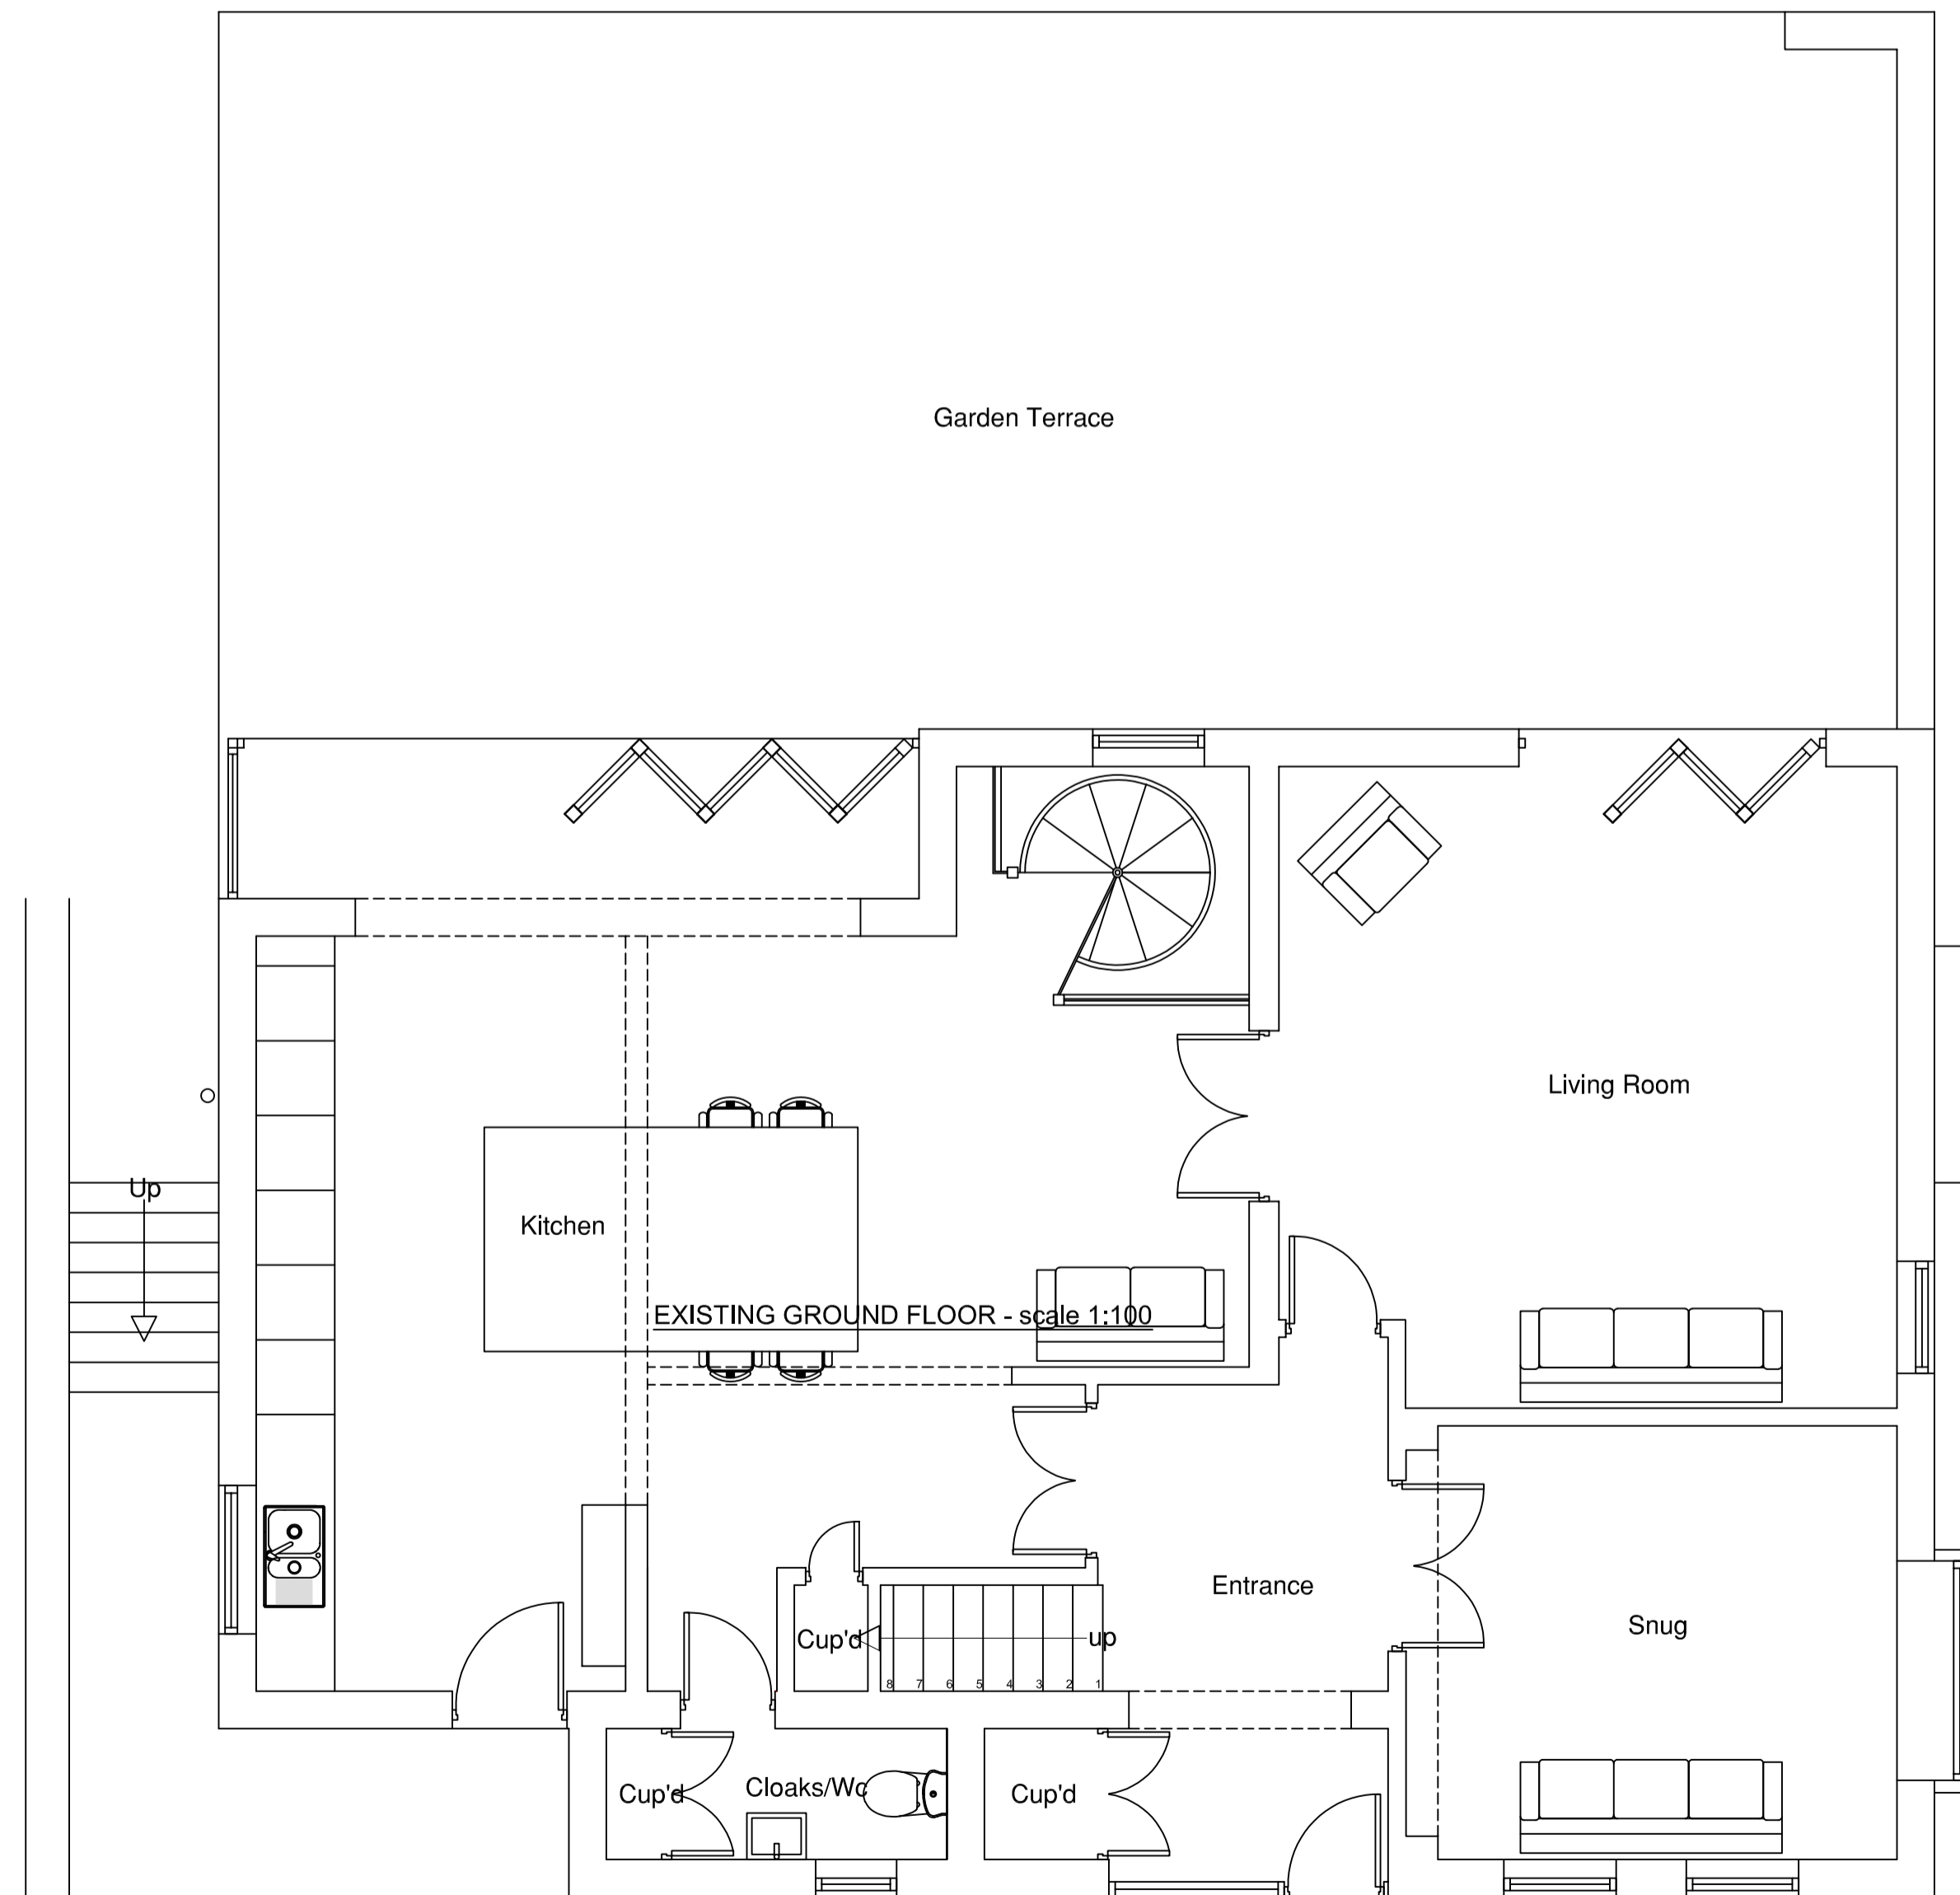 Garden Terrace
Living Room
Up
Kitchen
EXISTING GROUND FLOOR - scale 1:100
Entrance
Snug
Cup'd
up
8 7 6 5 4 3 2 1
Cup'd
Cloaks/Wc
Cup'd